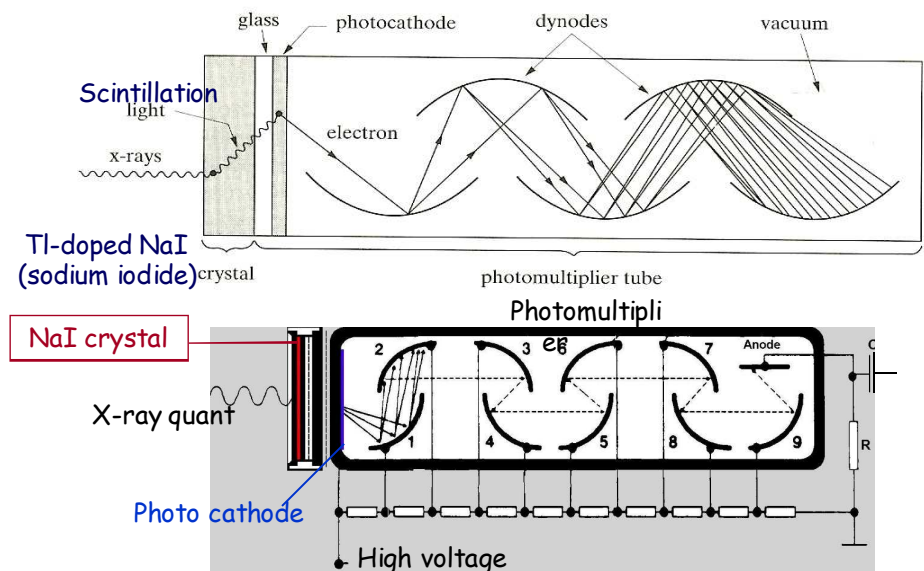 glass
photocathode
dynodes
vacuum
Scintillation
light
electron
x-rays
Tl-doped NaI
(sodium iodide)
crystal
photomultiplier tube
Photomultipli
er
NaI crystal
2
3
6
7
Anode
C
X-ray quant
1
4
5
8
9
R
Photo cathode
High voltage